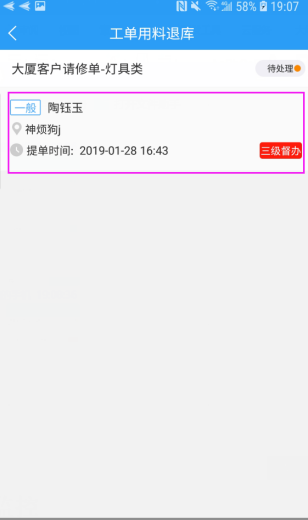 58% 19:07
工单用料退库
大厦客户请修单-灯具类 待处理
一般 陶钰玉
神烦狗j
提单时间：2019-01-28 16:43 三级督办